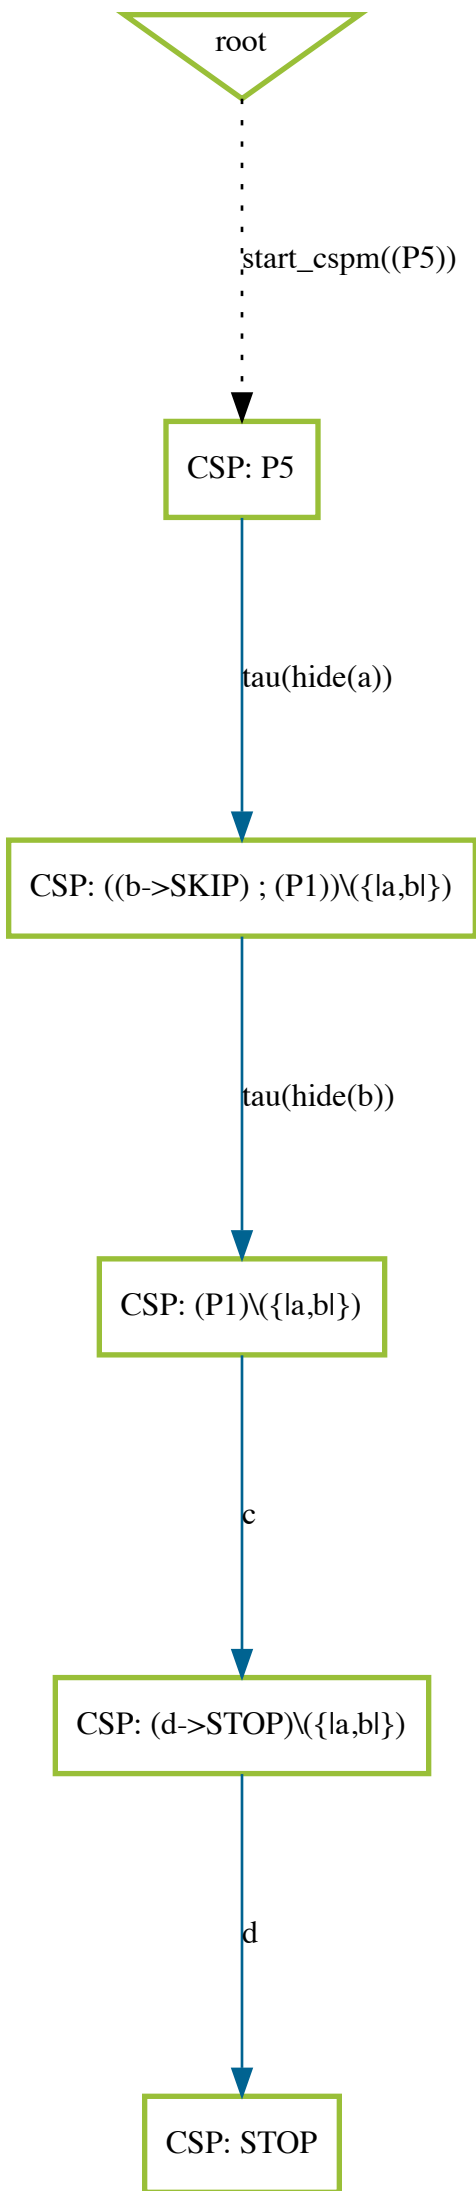 root
start_cspm((P5))
CSP: P5
tau(hide(a))
CSP: ((b->SKIP) ; (P1))\({|a,b|})
tau(hide(b))
CSP: (P1)\({|a,b|})
c
CSP: (d->STOP)\({|a,b|})
d
CSP: STOP